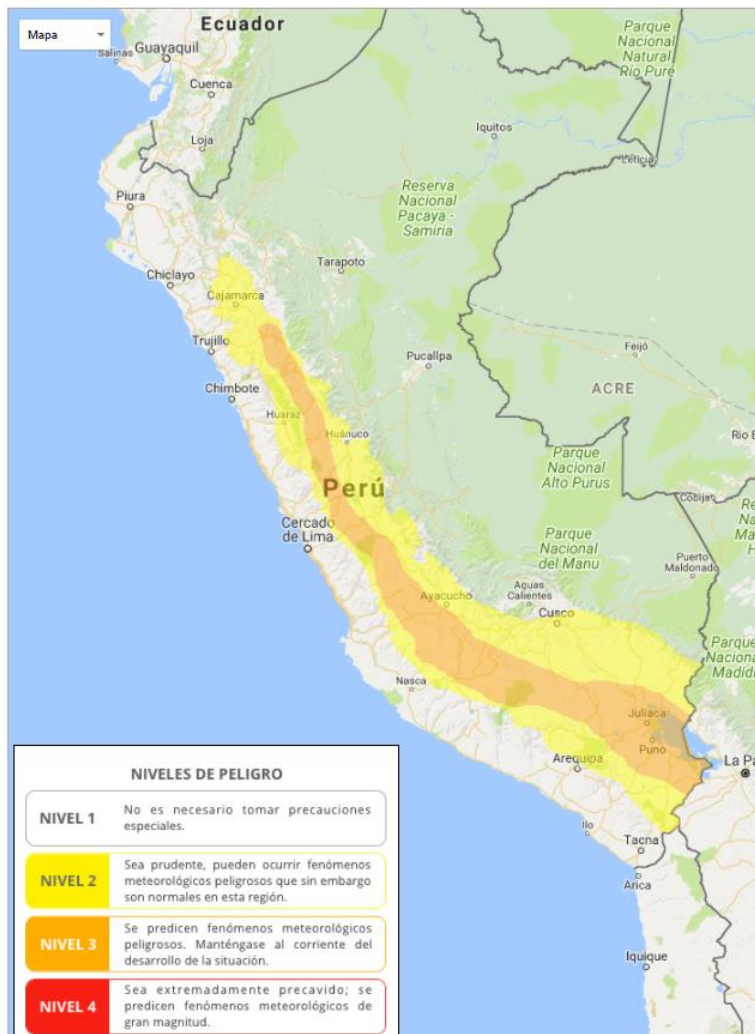 Mapa
Ecuador
Salinas
Guayaquil
Cuenca
Loja
Parque
Nacional
Natural
Río Puré
Iquitos
Leticia
Piura
Reserva
Nacional
Pacaya -
Samiria
Tarapoto
Chiclayo
Cajamarca
Trujillo
Pucallpa
Feijó
Chimbote
ACRE
Huaraz
Huánuco
Río B
Parque
Nacional
Alto Purus
Perú
Cobija
Re
Na
Ma
H
Cercado
de Lima
Parque
Nacional
del Manu
Puerto
Maldonado
Aguas
Calientes
Ayacucho
Cusco
Parque
Nacional
Madidi
Nasca
Juliaca
Puno
Arequipa
La Pa
Ilo
Tacna
Arica
Iquique
NIVELES DE PELIGRO
NIVEL 1
No es necesario tomar precauciones
especiales.
NIVEL 2
Sea prudente, pueden ocurrir fenómenos
meteorológicos peligrosos que sin embargo
son normales en esta región.
NIVEL 3
Se predicen fenómenos meteorológicos
peligrosos. Manténgase al corriente del
desarrollo de la situación.
NIVEL 4
Sea extremadamente precavido; se
predicen fenómenos meteorológicos de
gran magnitud.